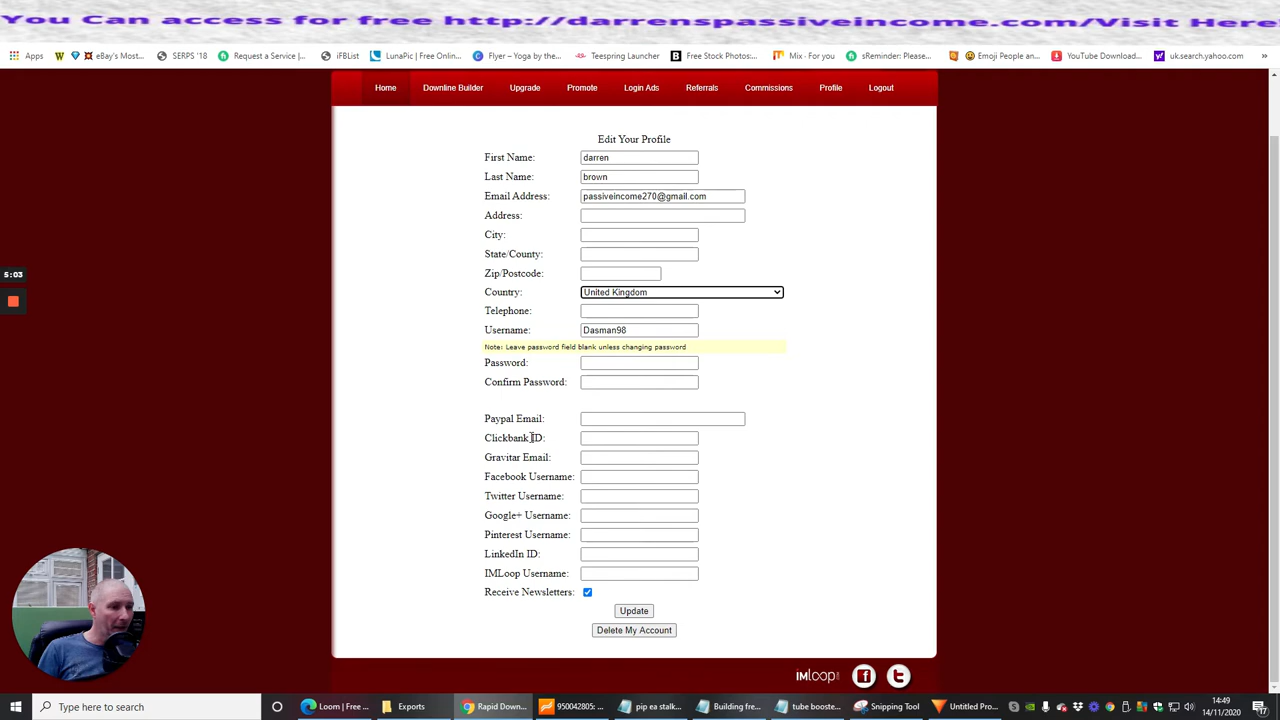 You Can access for free http://darrenspassiveincome.com/Visit Here
Apps eBay's Most... SERPS '18 Request a Service |... iFBList LunaPic | Free Onlin... Flyer – Yoga by the... Teespring Launcher Free Stock Photos:... Mix · For you sReminder: Please... Emoji People an... YouTube Download... uk.search.yahoo.com »
Home Downline Builder Upgrade Promote Login Ads Referrals Commissions Profile Logout
Edit Your Profile
First Name: darren
Last Name: brown
Email Address: passiveincome270@gmail.com
Address:
City:
State/County:
Zip/Postcode:
5:03
Country: United Kingdom
Telephone:
Username: Dasman98
Note: Leave password field blank unless changing password
Password:
Confirm Password:
Paypal Email:
Clickbank ID:
Gravitar Email:
Facebook Username:
Twitter Username:
Google+ Username:
Pinterest Username:
LinkedIn ID:
IMLoop Username:
Receive Newsletters:
Update
Delete My Account
imloop
Type here to search Loom | Free ... Exports Rapid Down... 950042805: ... pip ea stalk... Building fre... tube booste... Snipping Tool Untitled Pro... 14:49
14/11/2020